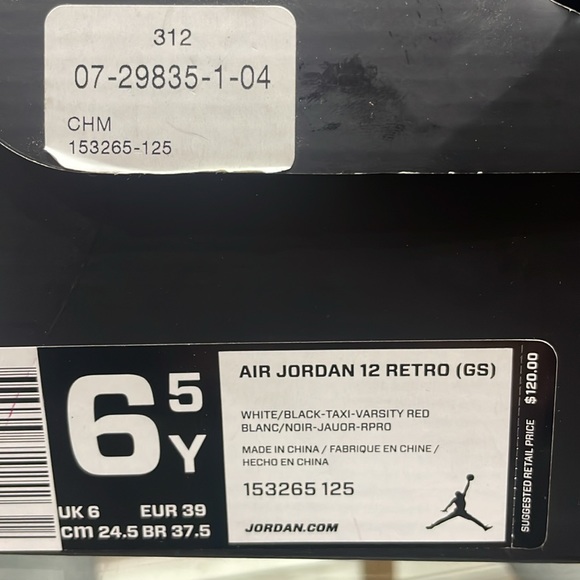 312
07-29835-1-04
CHM
153265-125
6 5 Y
UK 6 EUR 39
cm 24.5 BR 37.5
AIR JORDAN 12 RETRO (GS)
WHITE/BLACK-TAXI-VARSITY RED
BLANC/NOIR-JAUOR-RPRO
MADE IN CHINA / FABRIQUE EN CHINE /
HECHO EN CHINA
153265 125
JORDAN.COM
SUGGESTED RETAIL PRICE $120.00